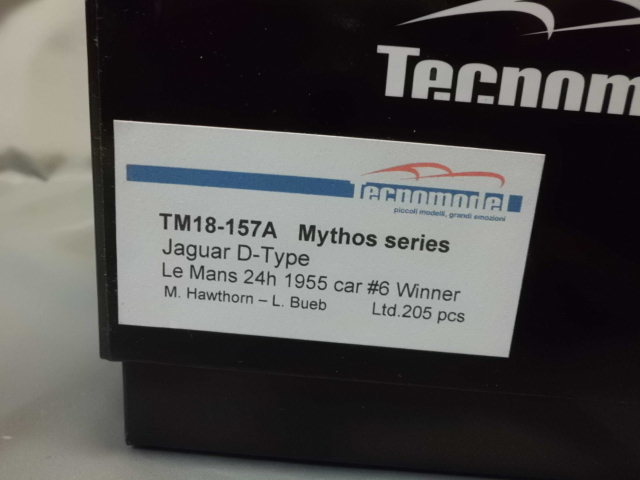 Tecnom
Tecnomodel
piccoli modelli, grandi emozioni
TM18-157A Mythos series
Jaguar D-Type
Le Mans 24h 1955 car #6 Winner
M. Hawthorn – L. Bueb Ltd.205 pcs